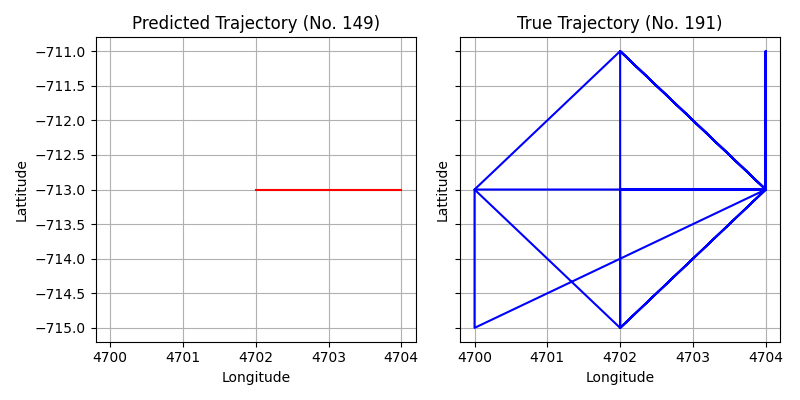 Predicted Trajectory (No. 149)
Lattitude
−711.0
−711.5
−712.0
−712.5
−713.0
−713.5
−714.0
−714.5
−715.0
4700 4701 4702 4703 4704
Longitude
True Trajectory (No. 191)
Lattitude
4700 4701 4702 4703 4704
Longitude